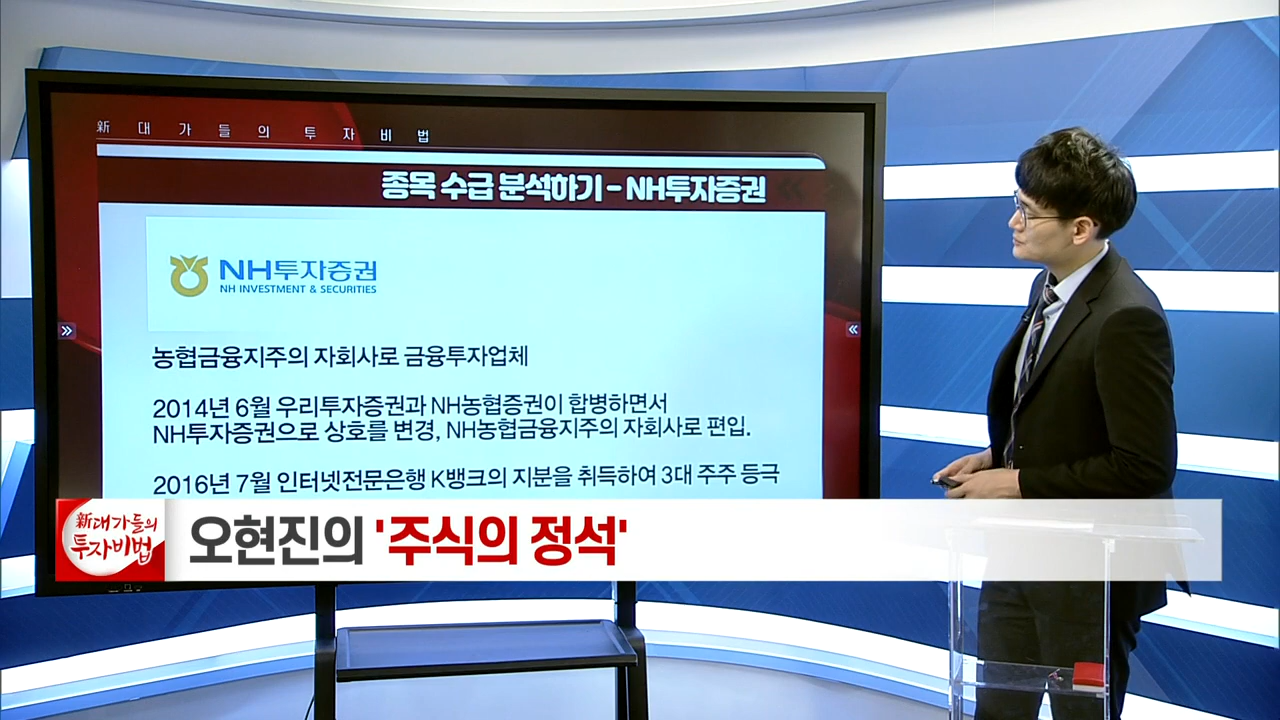 新 대 가 들 의 투 자 비 법
종목 수급 분석하기 - NH투자증권
NH투자증권
NH INVESTMENT & SECURITIES
농협금융지주의 자회사로 금융투자업체
2014년 6월 우리투자증권과 NH농협증권이 합병하면서
NH투자증권으로 상호를 변경, NH농협금융지주의 자회사로 편입.
2016년 7월 인터넷전문은행 K뱅크의 지분을 취득하여 3대 주주 등극
新대가들의
투자비법
오현진의 '주식의 정석'